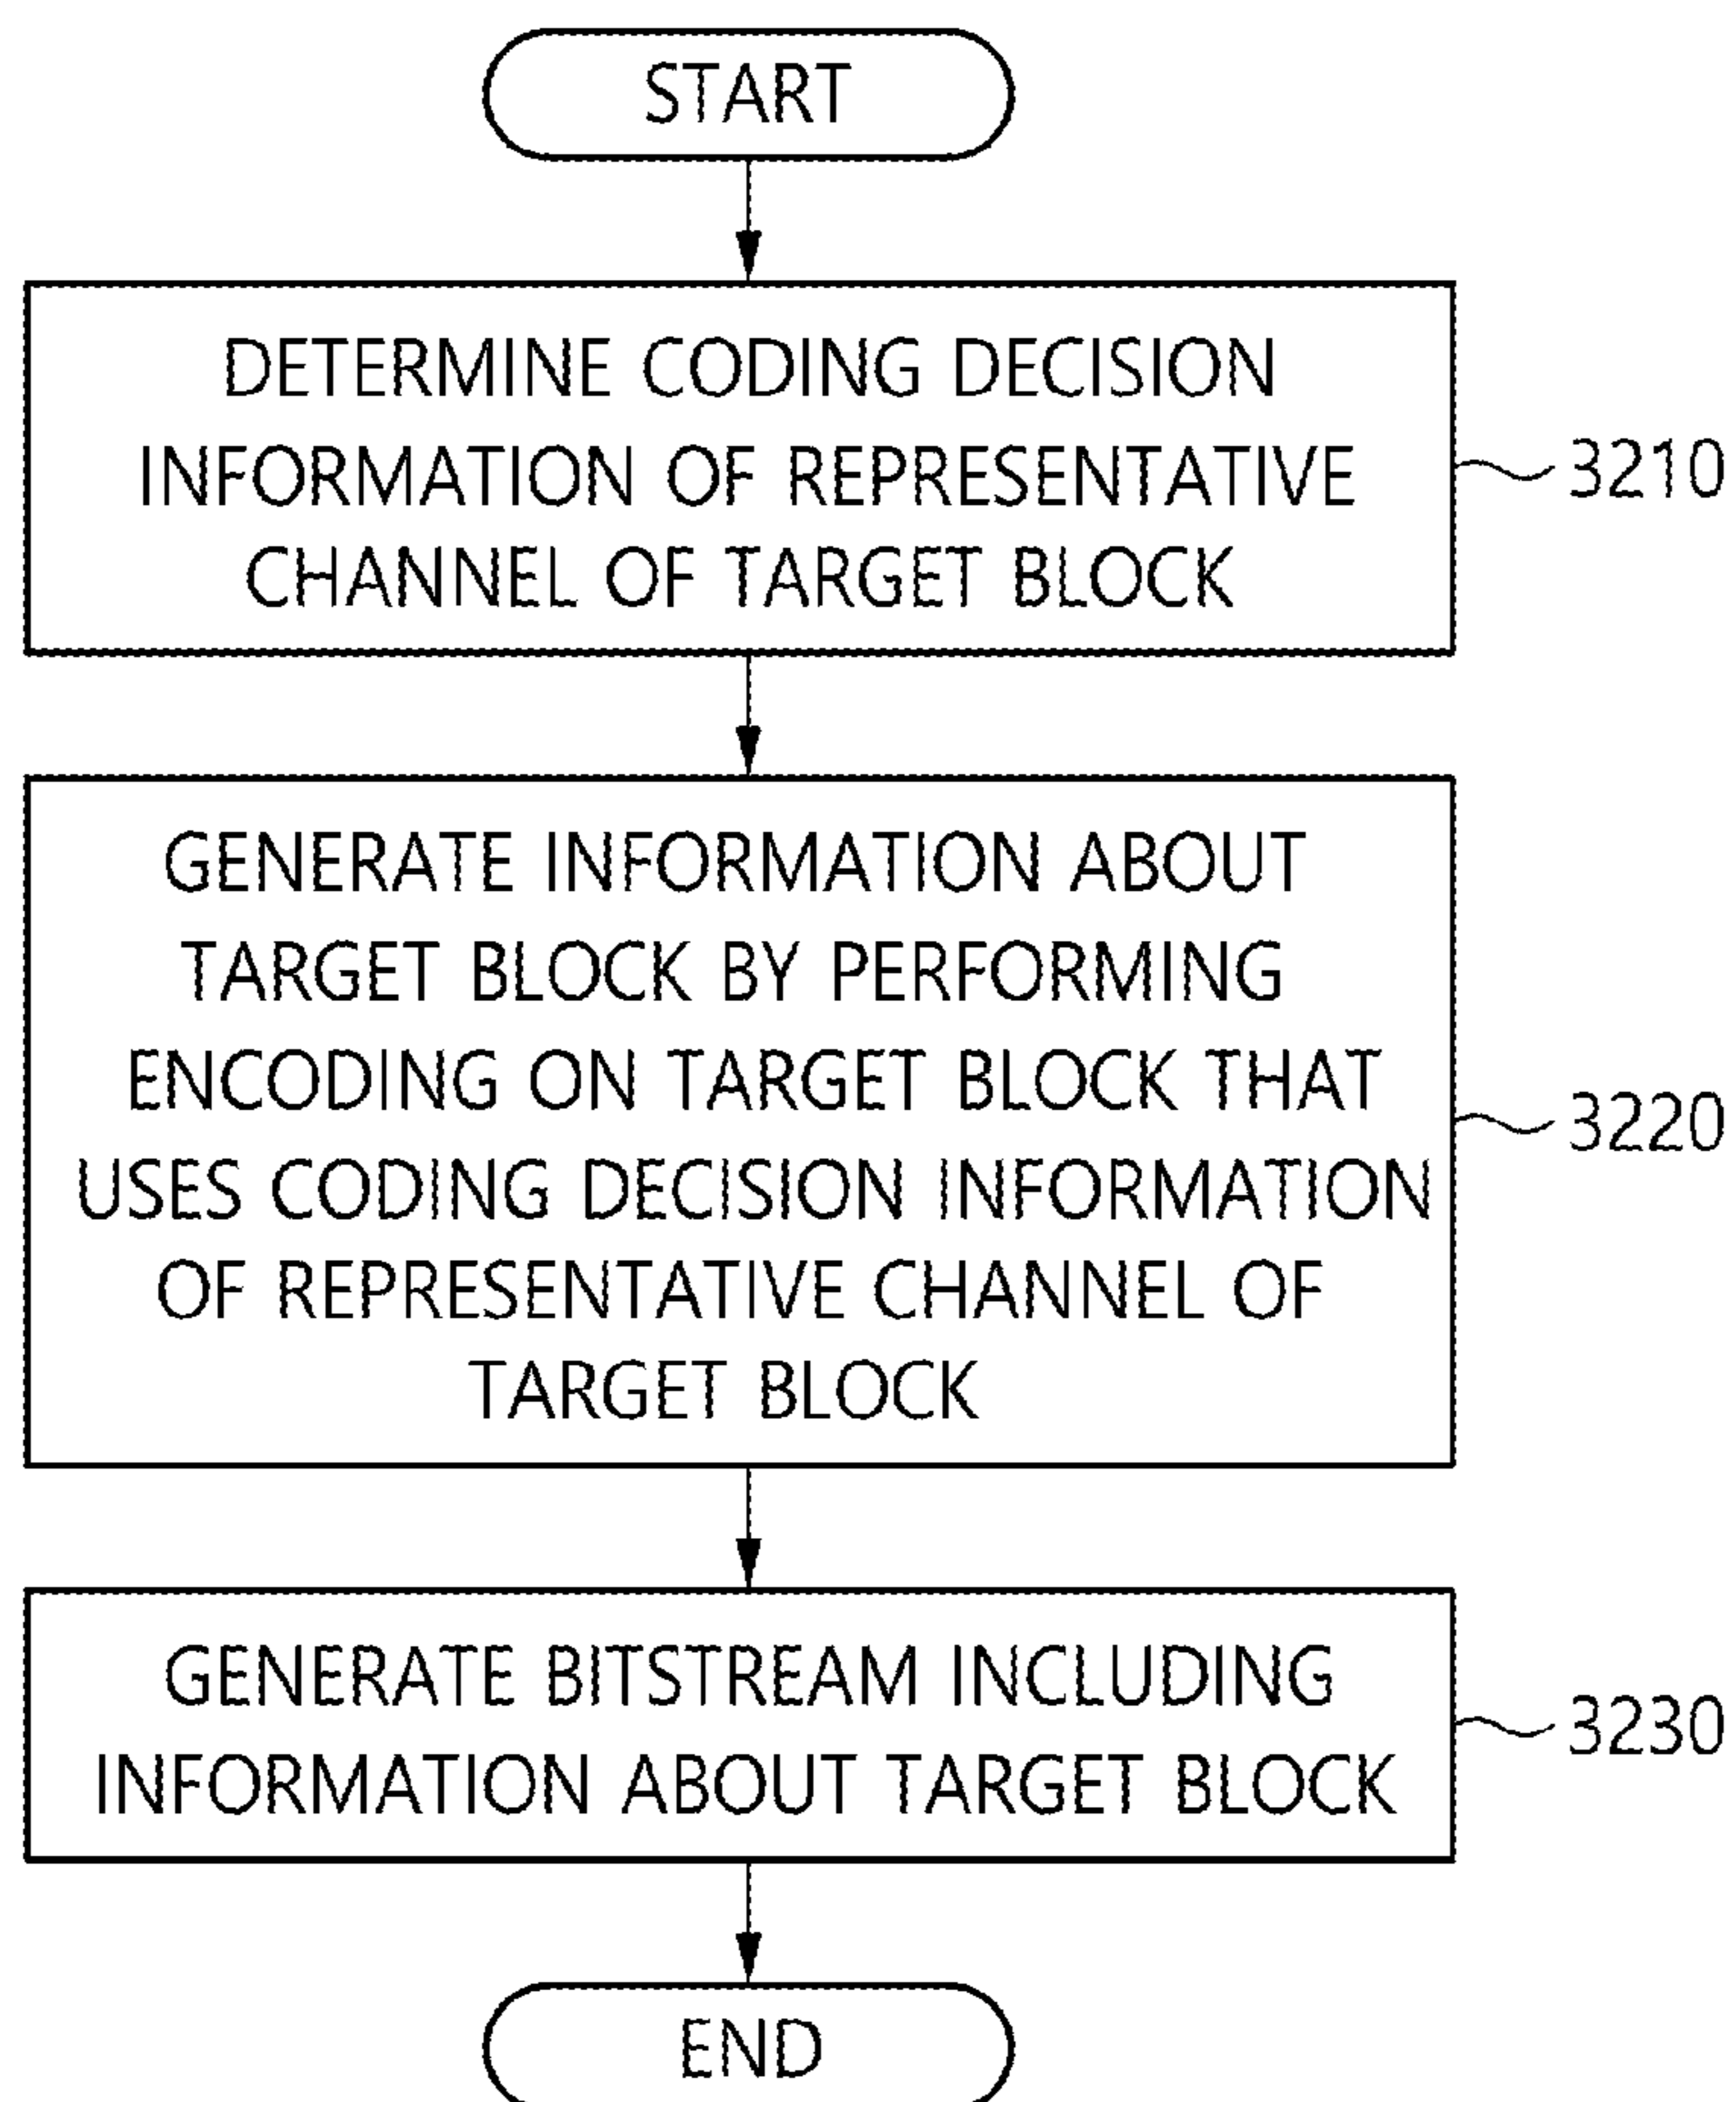 START
DETERMINE CODING DECISION
INFORMATION OF REPRESENTATIVE
CHANNEL OF TARGET BLOCK
3210
GENERATE INFORMATION ABOUT
TARGET BLOCK BY PERFORMING
ENCODING ON TARGET BLOCK THAT
USES CODING DECISION INFORMATION
OF REPRESENTATIVE CHANNEL OF
TARGET BLOCK
3220
GENERATE BITSTREAM INCLUDING
INFORMATION ABOUT TARGET BLOCK
3230
END